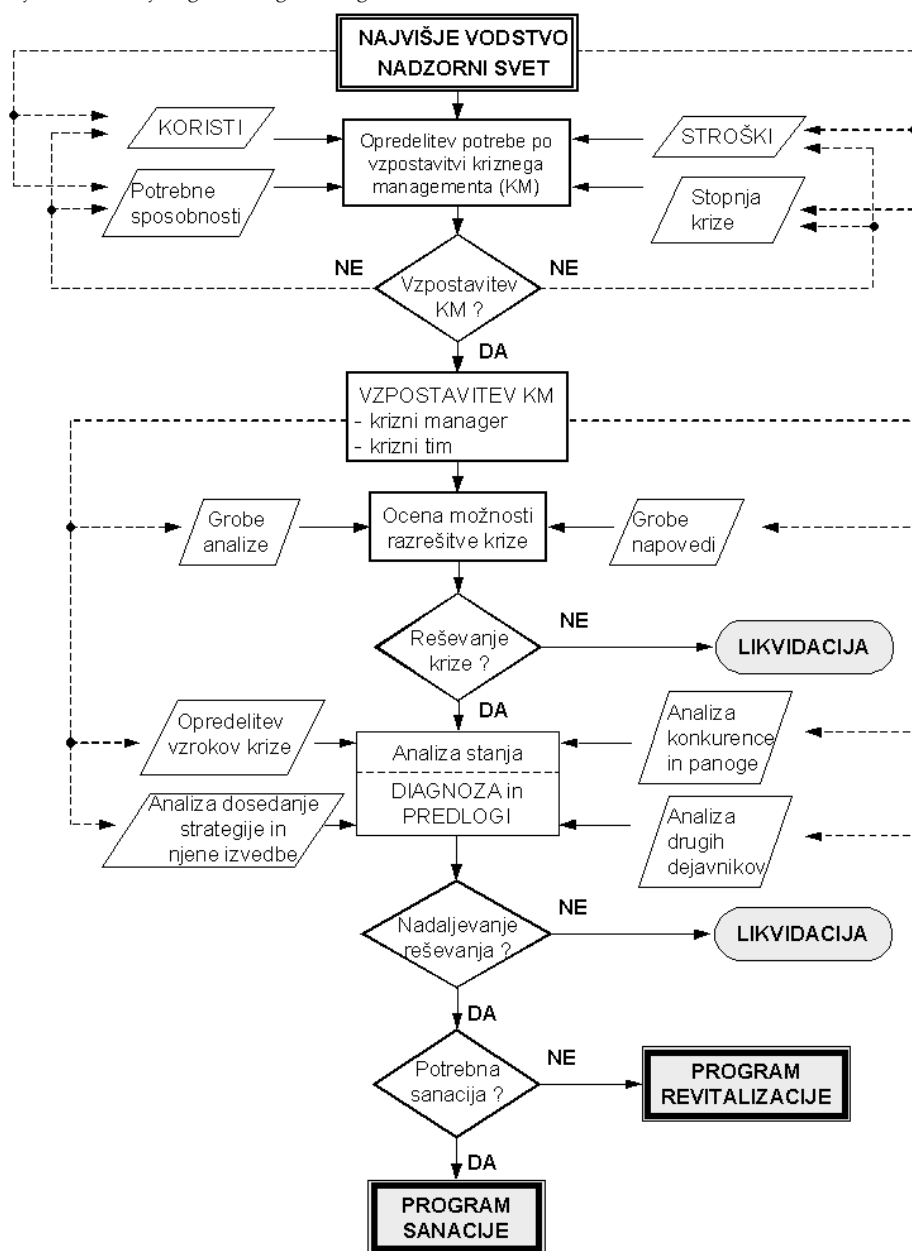 NAJVIŠJE VODSTVO
NADZORNI SVET
KORISTI
Opredelitev potrebe po
vzpostavitvi kriznega
managementa (KM)
STROŠKI
Potrebne
sposobnosti
Stopnja
krize
NE
Vzpostavitev
KM ?
NE
DA
VZPOSTAVITEV KM
- krizni manager
- krizni tim
Grobe
analize
Ocena možnosti
razrešitve krize
Grobe
napovedi
Reševanje
krize ?
NE
LIKVIDACIJA
DA
Opredelitev
vzrokov krize
Analiza stanja
DIAGNOZA in
PREDLOGI
Analiza
konkurence
in panoge
Analiza dosedanje
strategije in
njene izvedbe
Analiza
drugih
dejavnikov
Nadaljevanje
reševanja ?
NE
LIKVIDACIJA
DA
Potrebna
sanacija ?
NE
PROGRAM
REVITALIZACIJE
DA
PROGRAM
SANACIJE